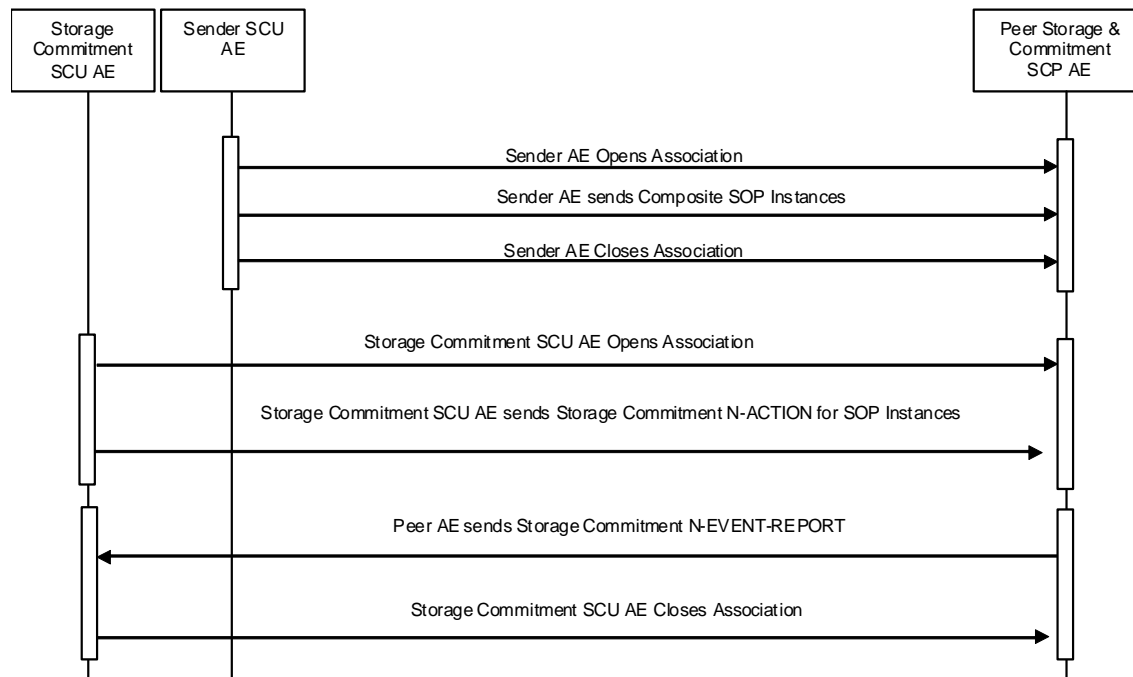 Storage
Commitment
SCU AE
Sender SCU
AE
Peer Storage &
Commitment
SCP AE
Sender AE Opens Association
Sender AE sends Composite SOP Instances
Sender AE Closes Association
Storage Commitment SCU AE Opens Association
Storage Commitment SCU AE sends Storage Commitment N-ACTION for SOP Instances
Peer AE sends Storage Commitment N-EVENT-REPORT
Storage Commitment SCU AE Closes Association